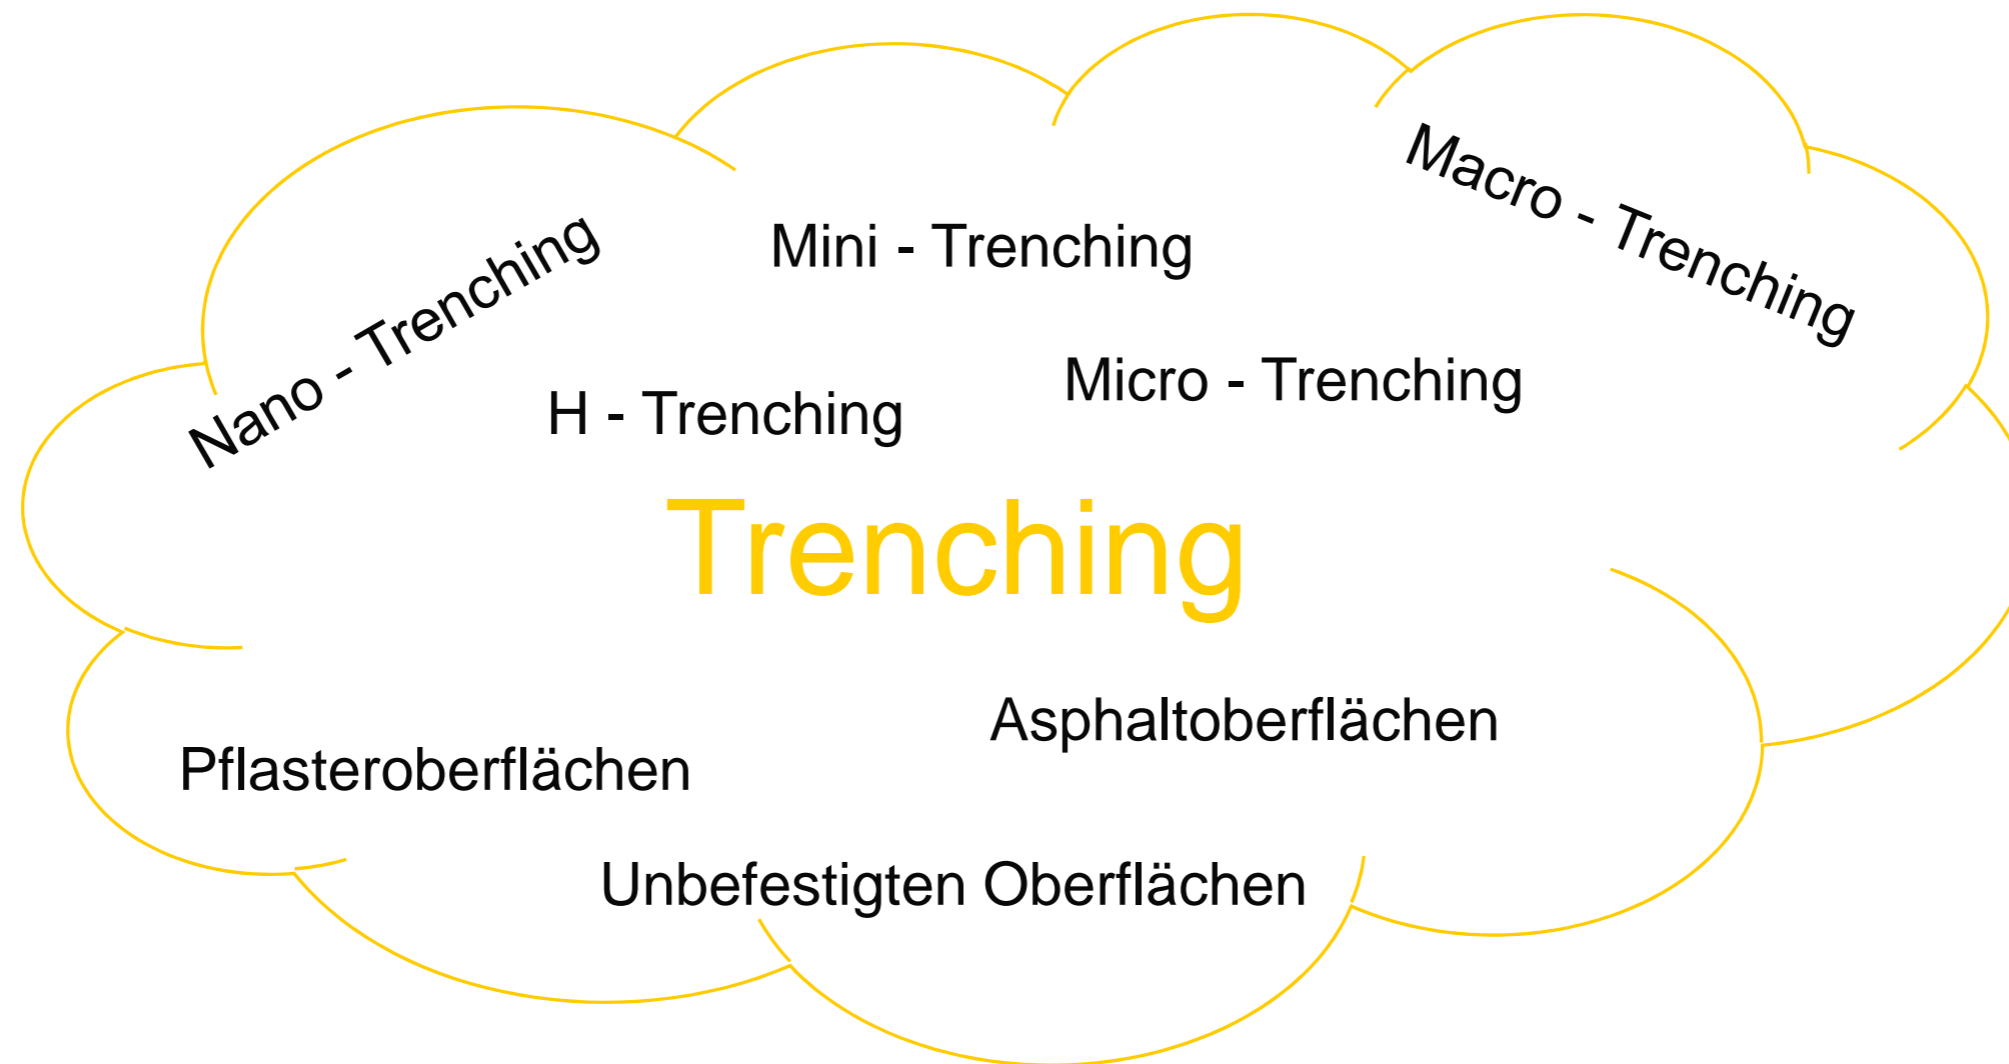 Macro - Trenching
Mini - Trenching
Nano - Trenching
Micro - Trenching
H - Trenching
Trenching
Asphaltoberflächen
Pflasteroberflächen
Unbefestigten Oberflächen